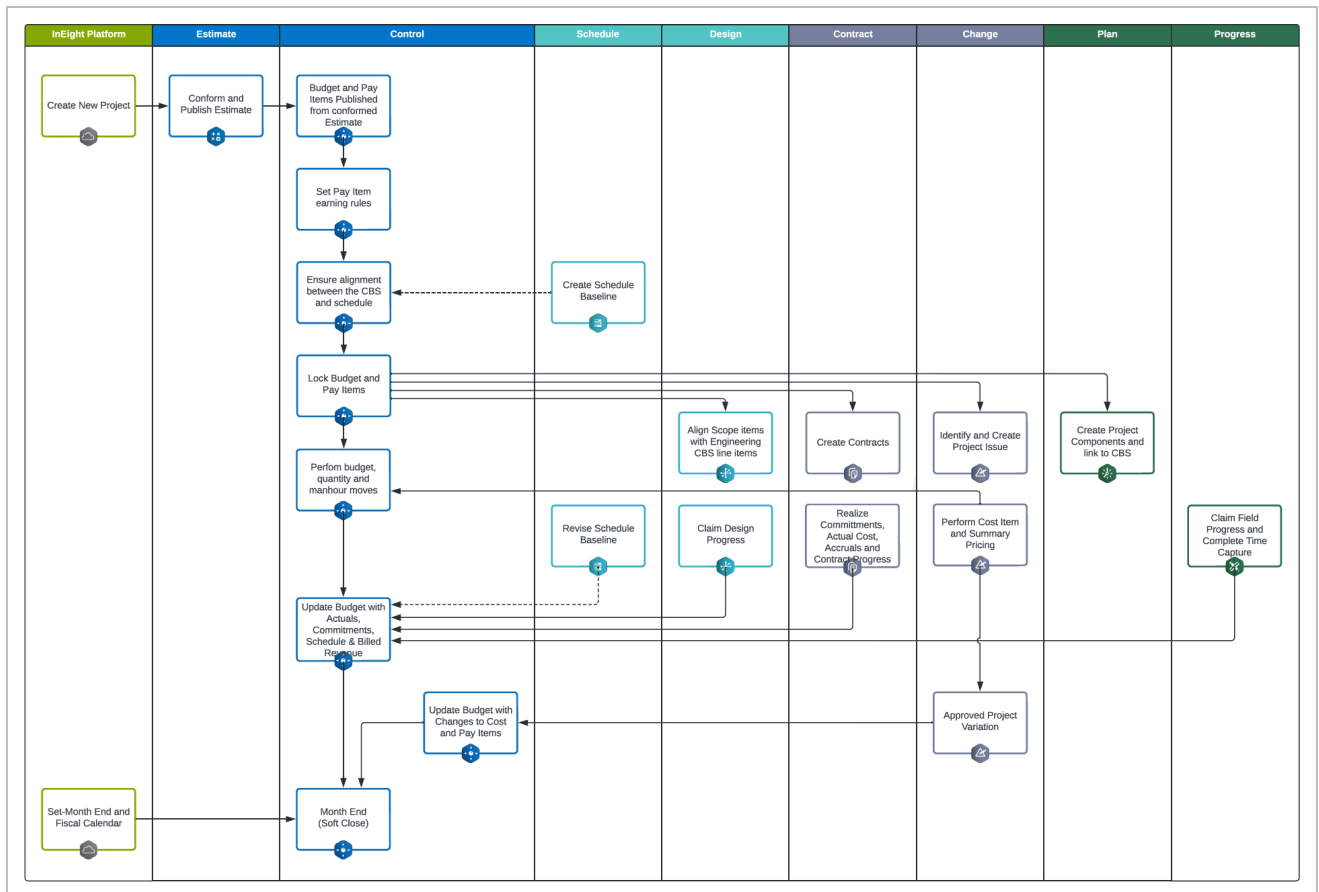 InEight Platform
Estimate
Control
Schedule
Design
Contract
Change
Plan
Progress
Create New Project
Conform and
Publish Estimate
Budget and Pay
Items Published
from conformed
Estimate
Set Pay Item
earning rules
Ensure alignment
between the CBS
and schedule
Create Schedule
Baseline
Lock Budget and
Pay Items
Align Scope items
with Engineering
CBS line items
Create Contracts
Identify and Create
Project Issue
Create Project
Components and
link to CBS
Perfom budget,
quantity and
manhour moves
Revise Schedule
Baseline
Claim Design
Progress
Realize
Committments,
Actual Cost,
Accruals and
Contract Progress
Perform Cost Item
and Summary
Pricing
Claim Field
Progress and
Complete Time
Capture
Update Budget with
Actuals,
Commitments,
Schedule & Billed
Revenue
Update Budget with
Changes to Cost
and Pay Items
Approved Project
Variation
Set-Month End and
Fiscal Calendar
Month End
(Soft Close)